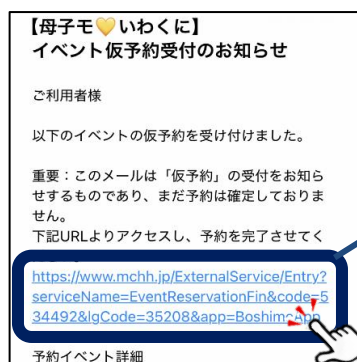 【母子モ💛いわくに】
イベント仮予約受付のお知らせ
ご利用者様
以下のイベントの仮予約を受け付けました。
重要：このメールは「仮予約」の受付をお知ら
せするものであり、まだ予約は確定しておりま
せん。
下記URLよりアクセスし、予約を完了させてく
https://www.mchh.jp/ExternalService/Entry?
serviceName=EventReservationFin&code=5
34492&lgCode=35208&app=BoshimoApp
予約イベント詳細